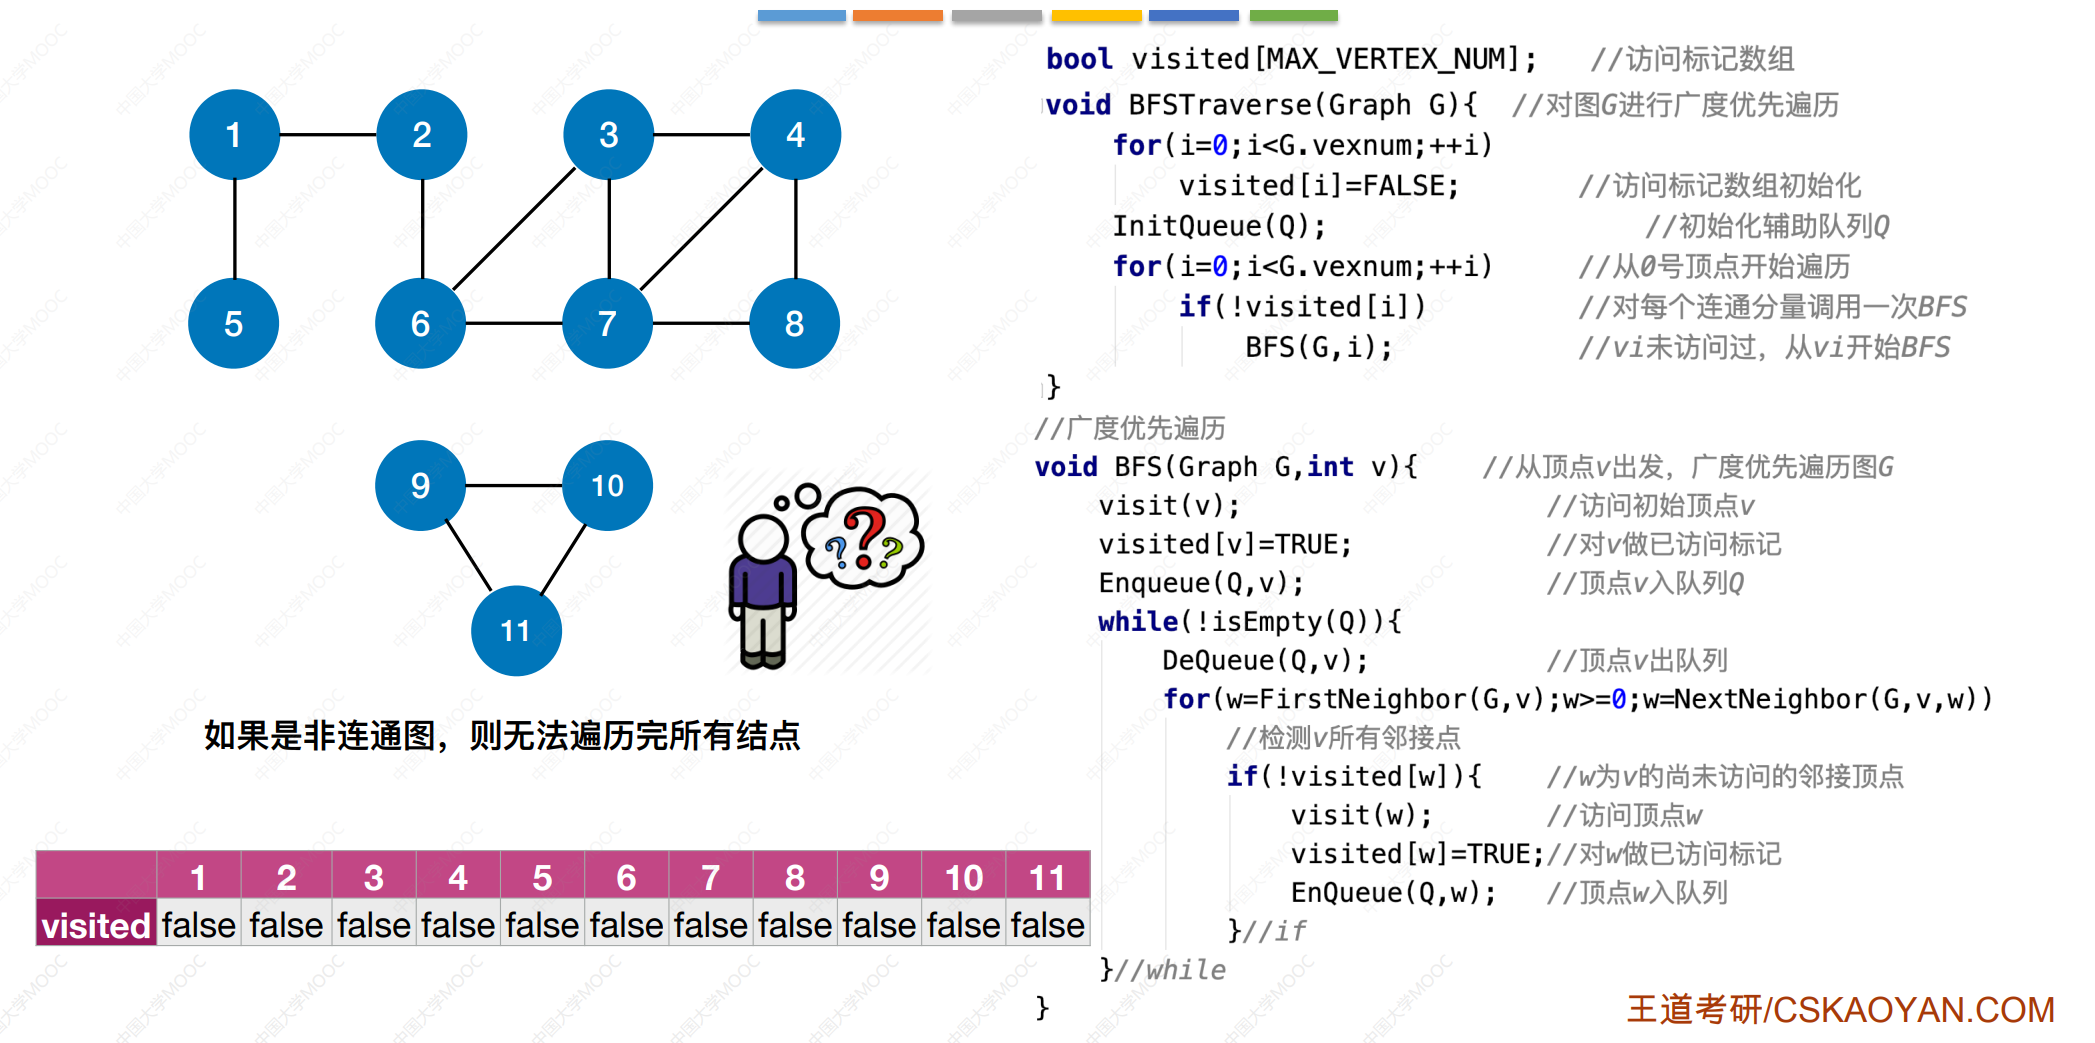 1 2 3 4
5 6 7 8
9 10
11
如果是非连通图，则无法遍历完所有结点
1 2 3 4 5 6 7 8 9 10 11
visited false false false false false false false false false false false
bool visited[MAX_VERTEX_NUM]; //访问标记数组
void BFSTraverse(Graph G){ //对图G进行广度优先遍历
for(i=0;i<G.vexnum;++i)
visited[i]=FALSE; //访问标记数组初始化
InitQueue(Q); //初始化辅助队列Q
for(i=0;i<G.vexnum;++i) //从0号顶点开始遍历
if(!visited[i]) //对每个连通分量调用一次BFS
BFS(G,i); //vi未访问过，从vi开始BFS
}
//广度优先遍历
void BFS(Graph G,int v){ //从顶点v出发，广度优先遍历图G
visit(v); //访问初始顶点v
visited[v]=TRUE; //对v做已访问标记
Enqueue(Q,v); //顶点v入队列Q
while(!isEmpty(Q)){
DeQueue(Q,v); //顶点v出队列
for(w=FirstNeighbor(G,v);w>=0;w=NextNeighbor(G,v,w))
//检测v所有邻接点
if(!visited[w]){ //w为v的尚未访问的邻接顶点
visit(w); //访问顶点w
visited[w]=TRUE;//对w做已访问标记
EnQueue(Q,w); //顶点w入队列
}//if
}//while
}
王道考研/CSKAOYAN.COM
? ? ?
中国大学MOOC